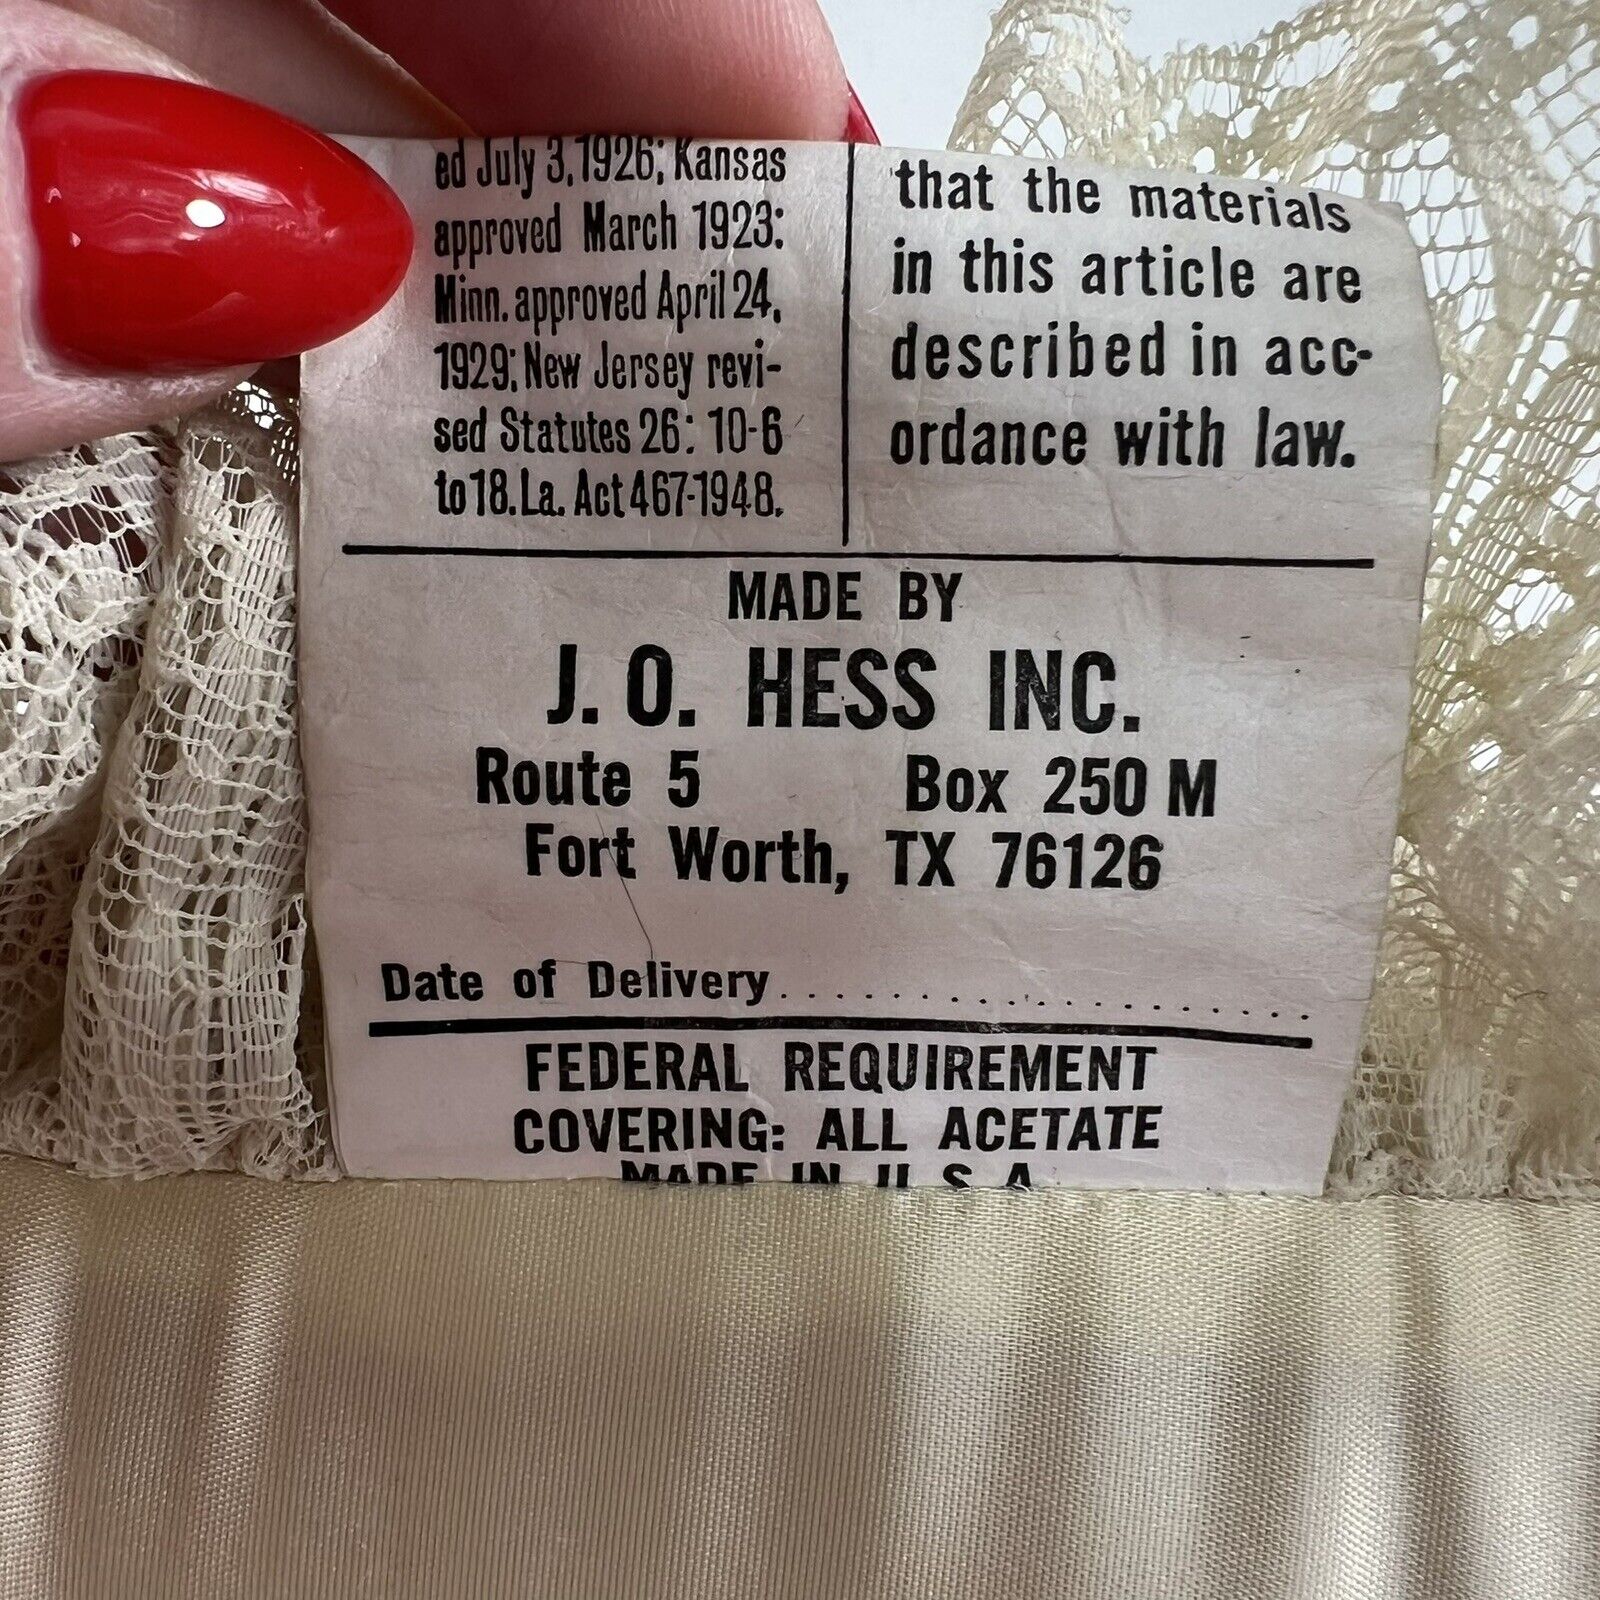 ed July 3, 1926; Kansas
approved March 1923:
Minn. approved April 24,
1929; New Jersey revi-
sed Statutes 26: 10-6
to 18. La. Act 467-1948.
that the materials
in this article are
described in acc-
ordance with law.
MADE BY
J. O. HESS INC.
Route 5 Box 250 M
Fort Worth, TX 76126
Date of Delivery....................
FEDERAL REQUIREMENT
COVERING: ALL ACETATE
MADE IN U.S.A.